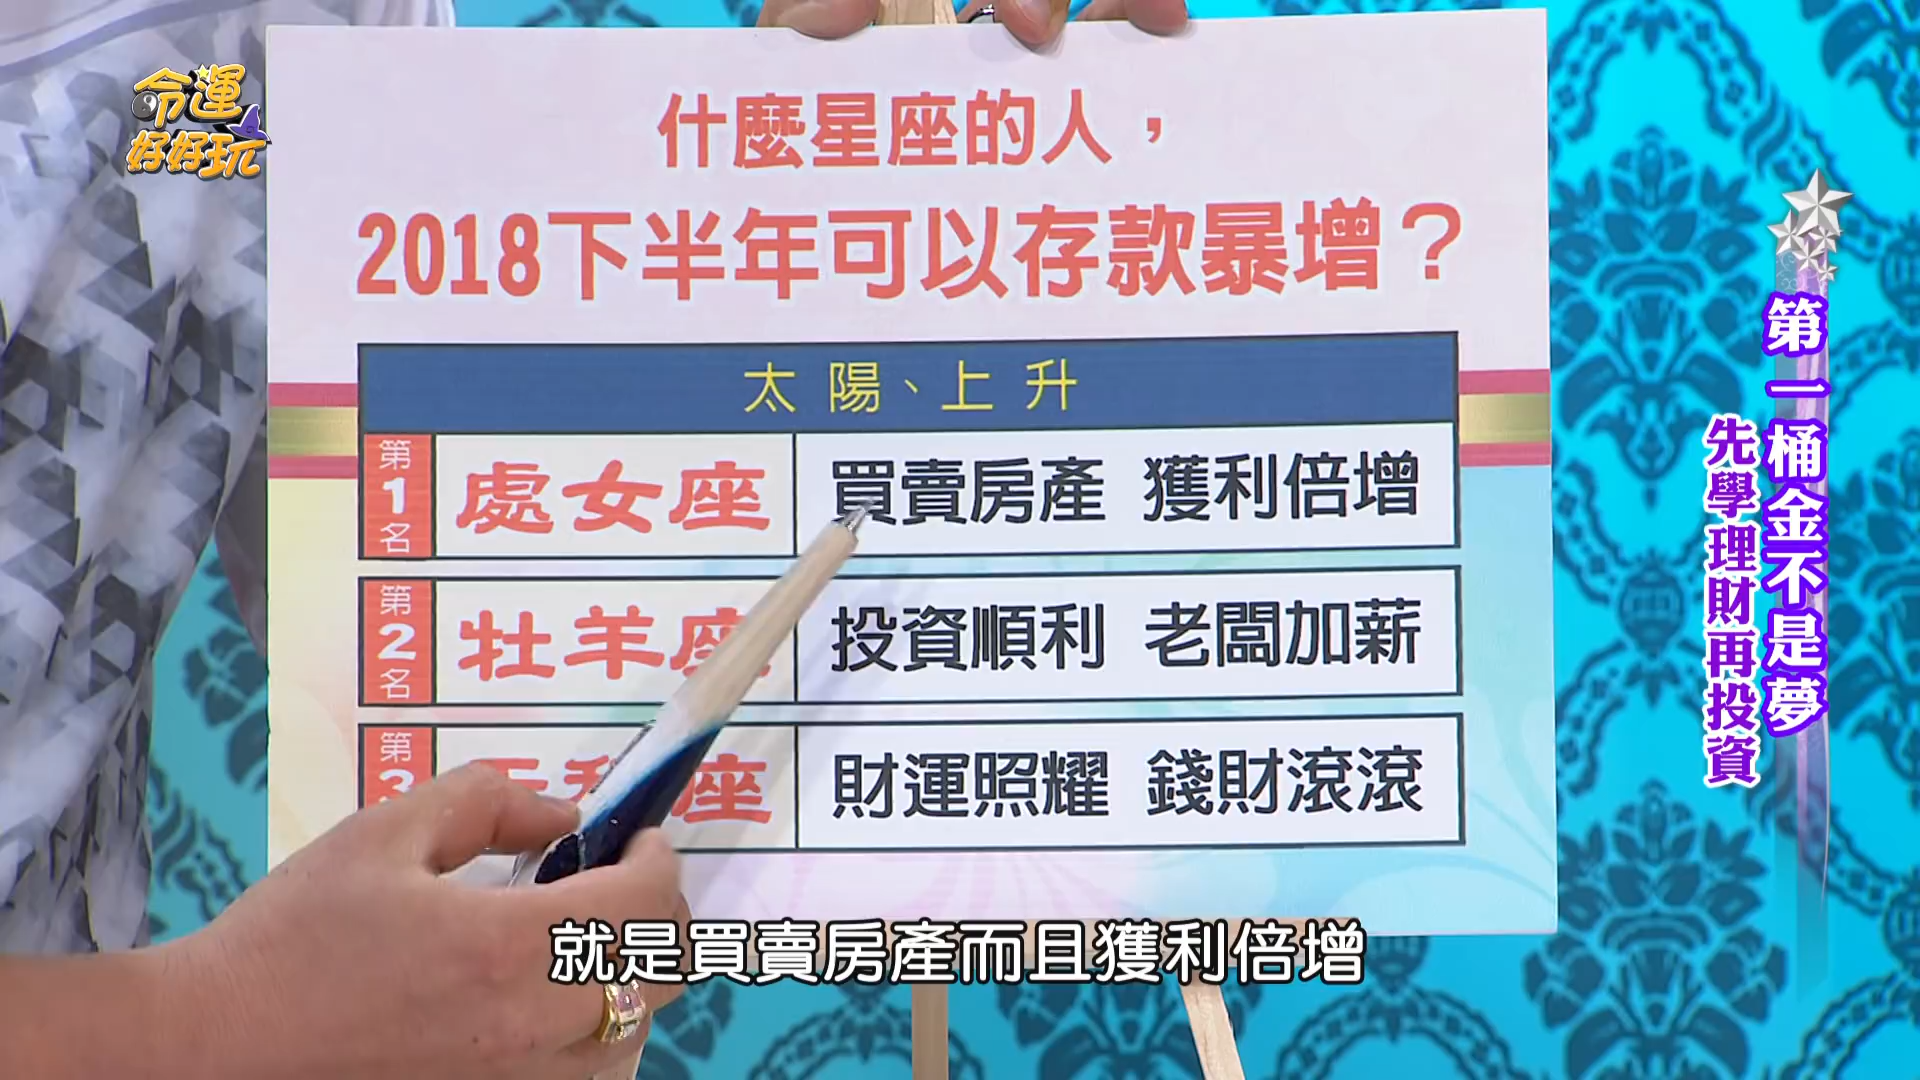 命運
好好玩
什麼星座的人，
2018下半年可以存款暴增？
太陽、上升
第1名 處女座 買賣房產 獲利倍增
第2名 牡羊座 投資順利 老闆加薪
第3 座 財運照耀 錢財滾滾
第一桶金不是夢
先學理財再投資
就是買賣房產而且獲利倍增